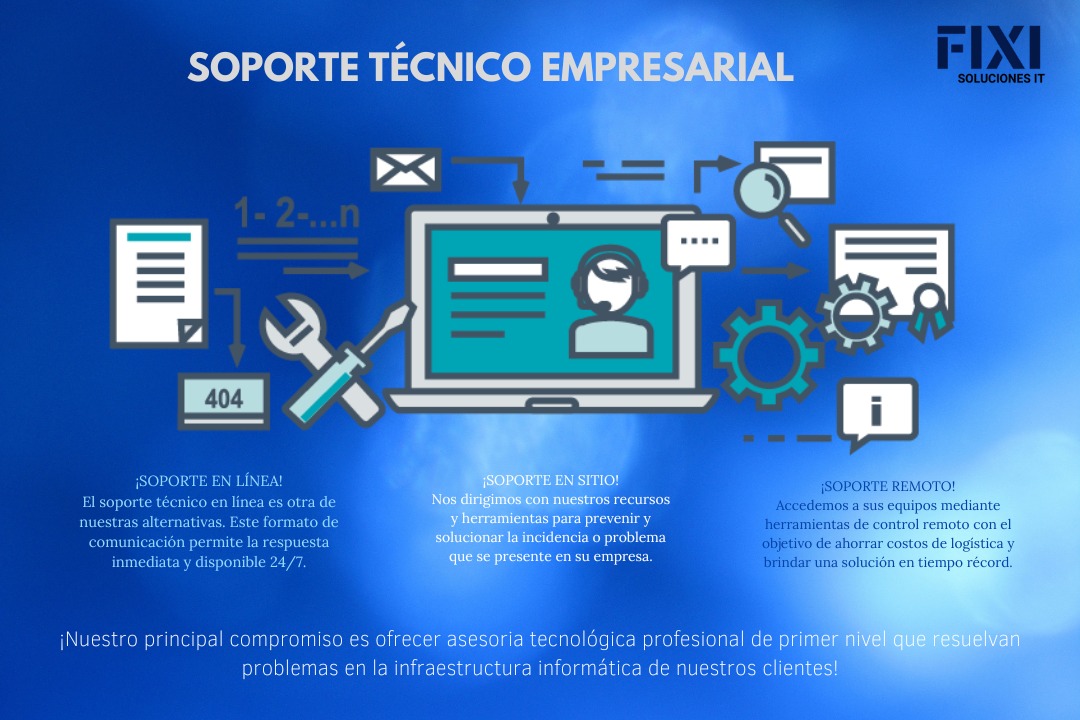 SOPORTE TÉCNICO EMPRESARIAL
FIXI
SOLUCIONES IT
1- 2-...n
404
i
¡SOPORTE EN LÍNEA!
El soporte técnico en línea es otra de
nuestras alternativas. Este formato de
comunicación permite la respuesta
inmediata y disponible 24/7.
¡SOPORTE EN SITIO!
Nos dirigimos con nuestros recursos
y herramientas para prevenir y
solucionar la incidencia o problema
que se presente en su empresa.
¡SOPORTE REMOTO!
Accedemos a sus equipos mediante
herramientas de control remoto con el
objetivo de ahorrar costos de logística y
brindar una solución en tiempo récord.
¡Nuestro principal compromiso es ofrecer asesoria tecnológica profesional de primer nivel que resuelvan
problemas en la infraestructura informática de nuestros clientes!